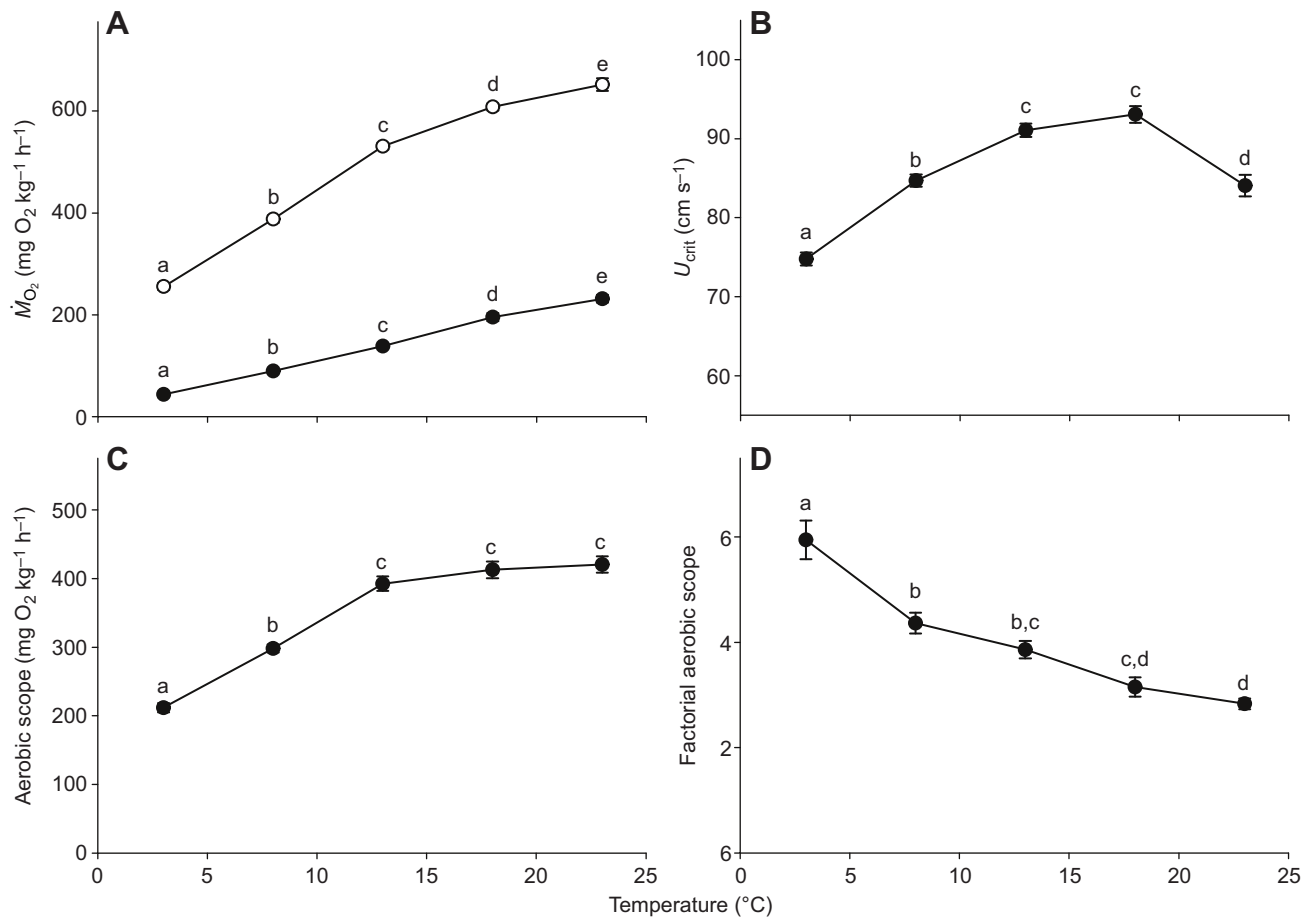 A
600
400
200
0
ṀO₂ (mg O₂ kg⁻¹ h⁻¹)
a
b
c
d
e
a
b
c
d
e
B
100
90
80
70
60
Ucrit (cm s⁻¹)
a
b
c
c
d
C
500
400
300
200
100
0
Aerobic scope (mg O₂ kg⁻¹ h⁻¹)
a
b
c
c
c
0 5 10 15 20 25
D
6
4
2
6
Factorial aerobic scope
a
b
b,c
c,d
d
0 5 10 15 20 25
Temperature (°C)